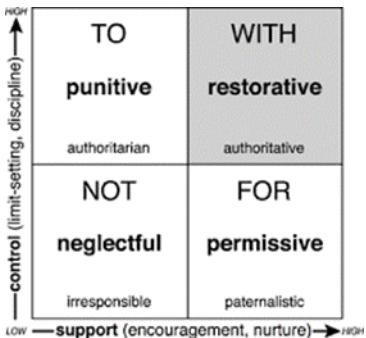 HIGH
TO
punitive
authoritarian
WITH
restorative
authoritative
NOT
neglectful
irresponsible
FOR
permissive
paternalistic
control (limit-setting, discipline)
LOW
support (encouragement, nurture)
HIGH